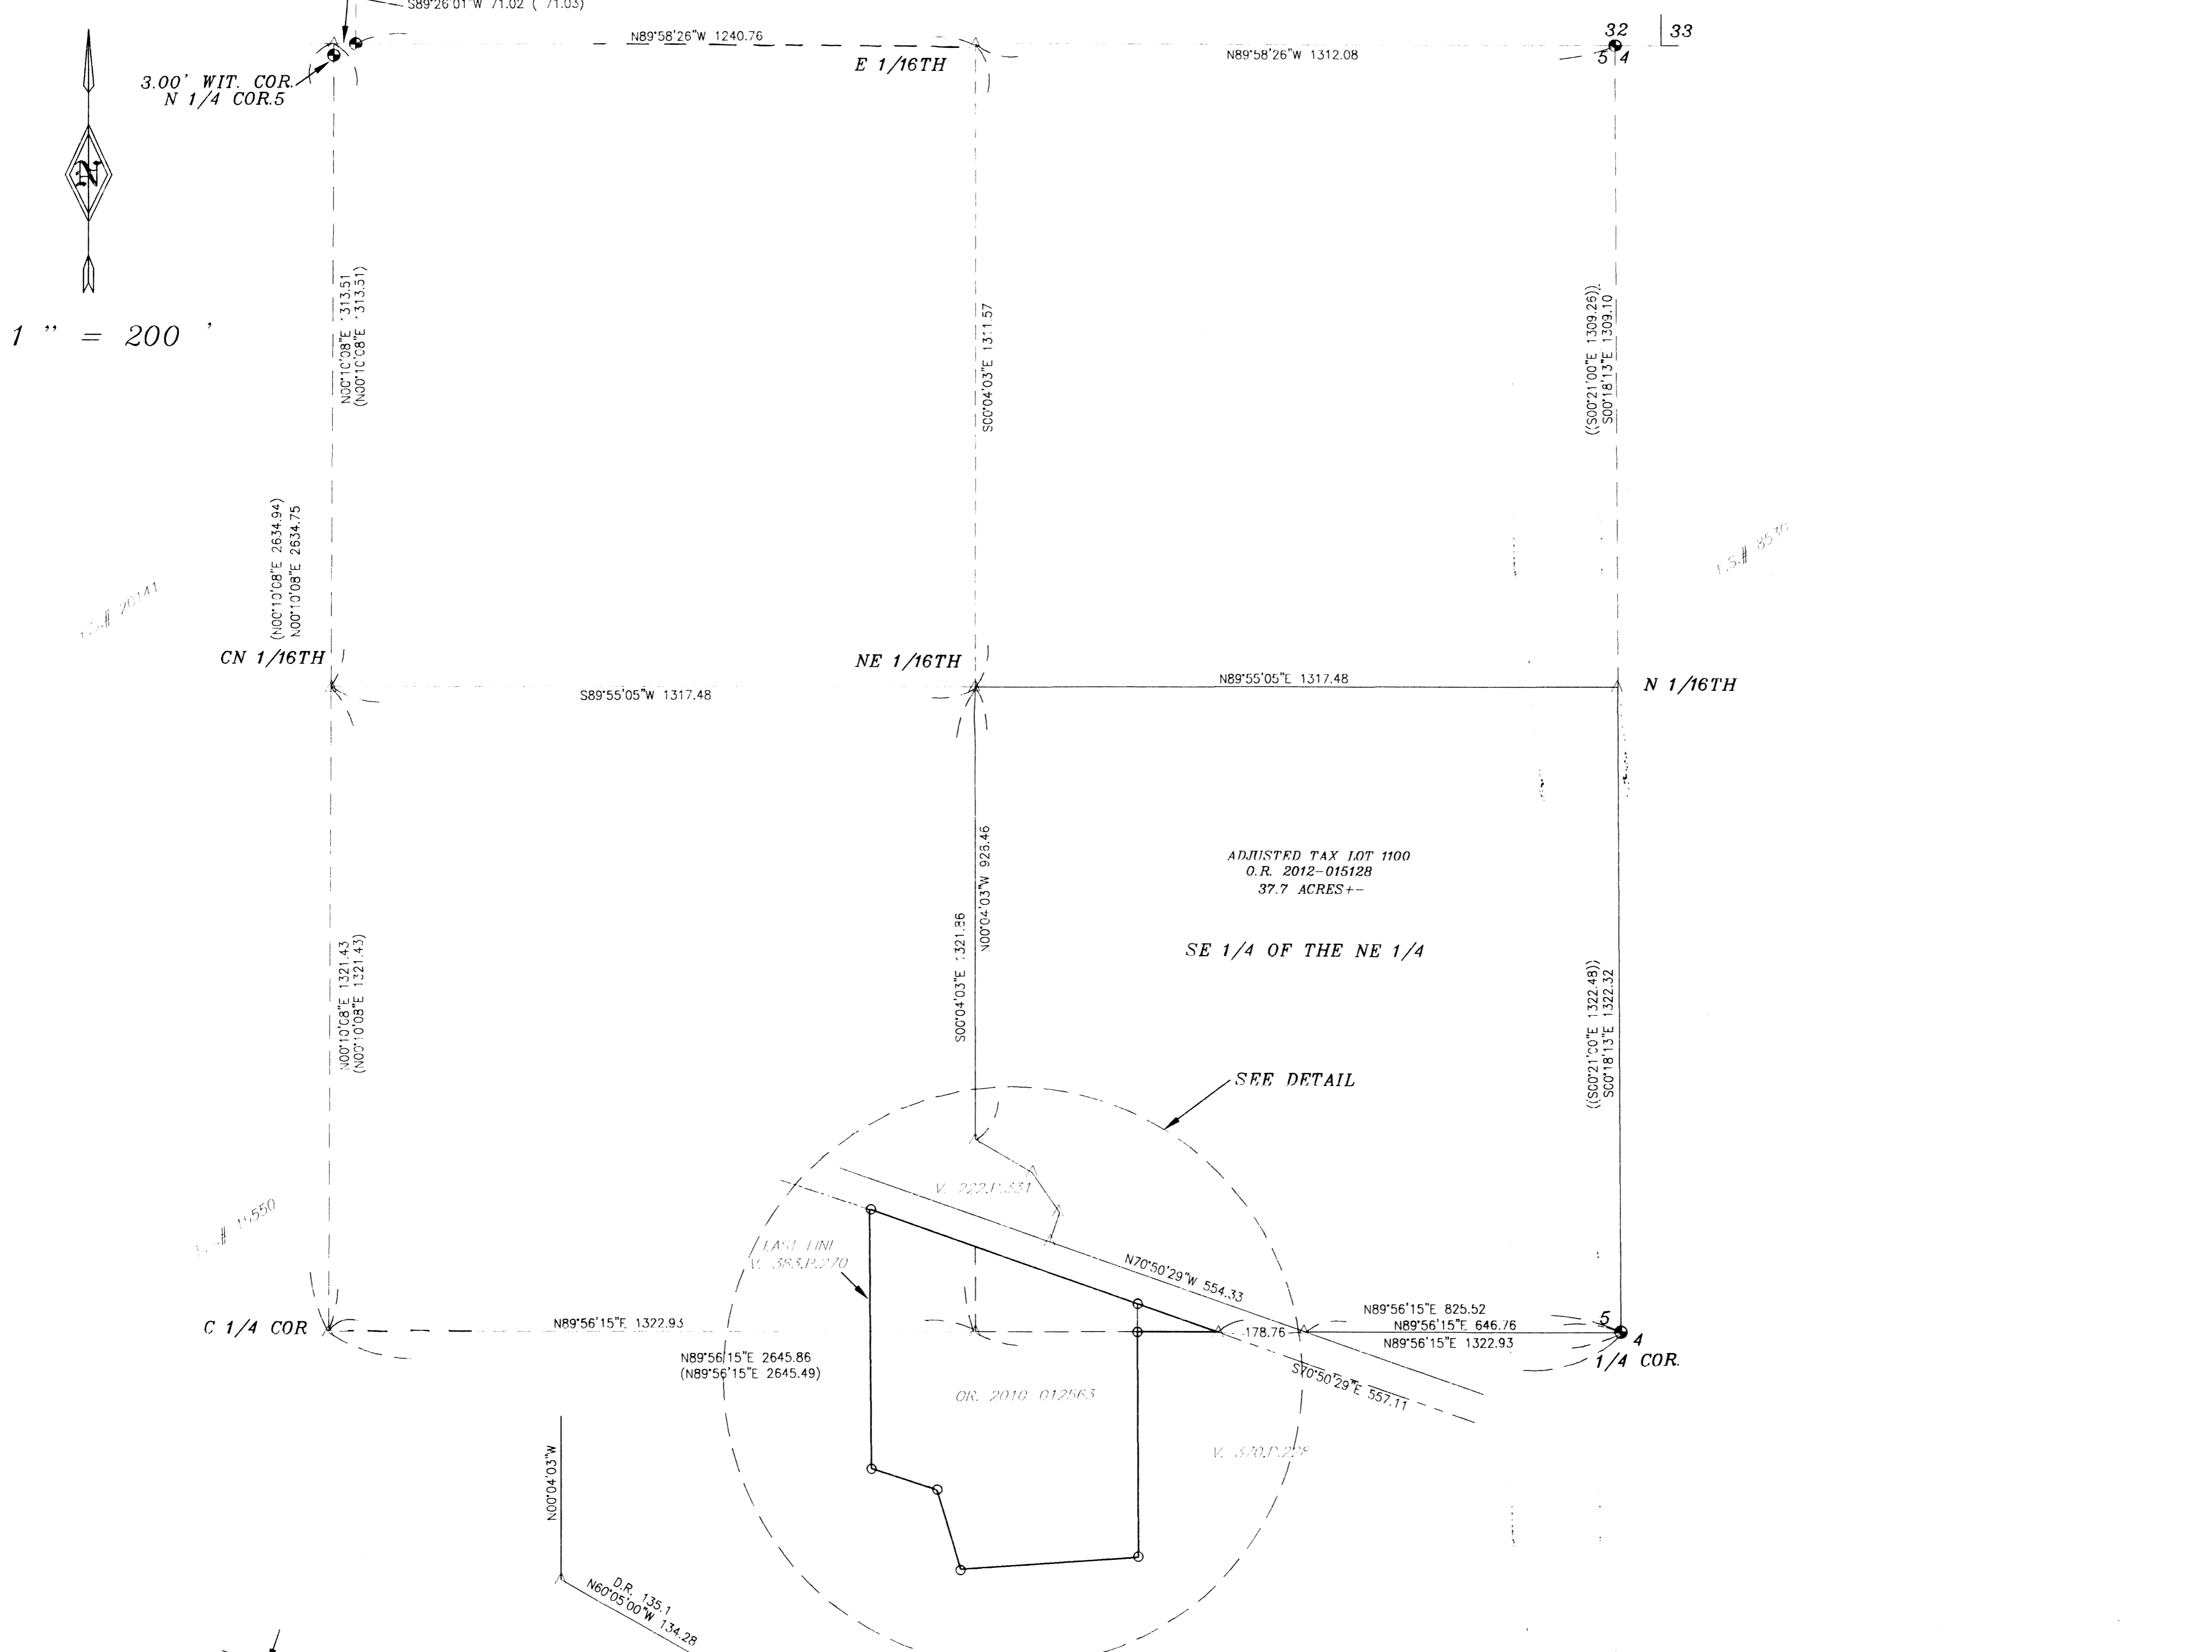 S89°26'01"W 71.02 ( 71.03)
N89°58'26"W 1240.76
32
33
E 1/16TH
N89°58'26"W 1312.08
5 4
3.00' WIT. COR.
N 1/4 COR.5
N
1 " = 200 '
N00°10'08"E 1313.51
(N00°10'08"E 1313.51)
S00°04'03"E 1311.57
((S00°21'00"E 1309.26))
S00°18'13"E 1309.10
(N00°10'08"E 2634.94)
N00°10'08"E 2634.75
CN 1/16TH
NE 1/16TH
N 1/16TH
S89°55'05"W 1317.48
N89°55'05"E 1317.48
S00°04'03"E 1321.86
N00°04'03"W 926.46
ADJUSTED TAX LOT 1100
O.R. 2012-015128
37.7 ACRES+-
SE 1/4 OF THE NE 1/4
N00°10'08"E 1321.43
(N00°10'08"E 1321.43)
((S00°21'00"E 1322.48))
S00°18'13"E 1322.32
SEE DETAIL
V. 222,P.331
EAST LINE
V. 383,P.270
N70°50'29"W 554.33
C 1/4 COR
N89°56'15"E 1322.93
N89°56'15"E 2645.86
(N89°56'15"E 2645.49)
178.76
N89°56'15"E 825.52
N89°56'15"E 646.76
N89°56'15"E 1322.93
5
4
1/4 COR.
S70°50'29"E 557.11
OR. 2010 012563
N00°04'03"W
D.R. 135.1
N60°05'00"W 134.28